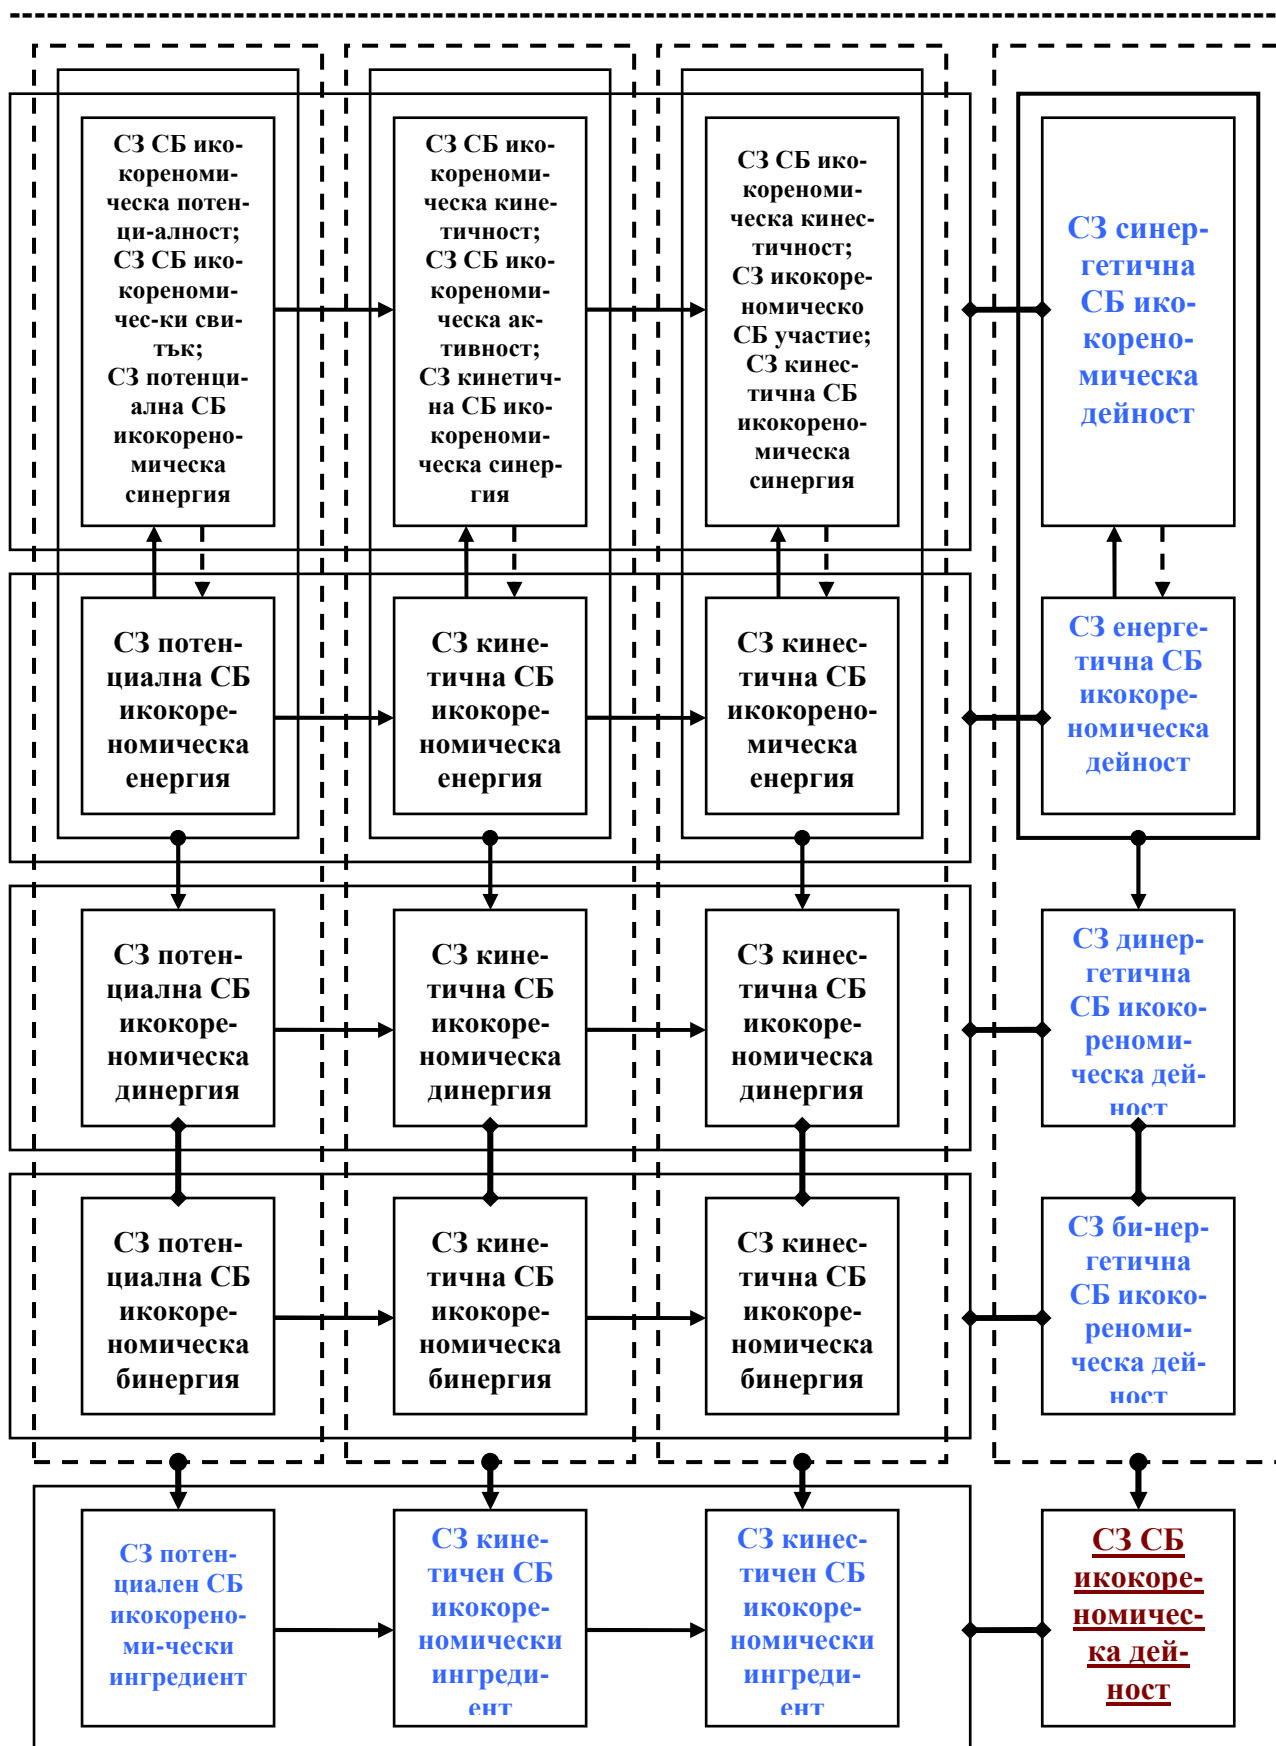 СЗ СБ ико-
кореноми-
ческа потен-
ци-алност;
СЗ СБ ико-
кореноми-
чес-ки сви-
тък;
СЗ потенци-
ална СБ
икокорено-
мическа
синергия
СЗ СБ ико-
кореноми-
ческа кине-
тичност;
СЗ СБ ико-
кореноми-
ческа ак-
тивност;
СЗ кинетич-
на СБ ико-
кореноми-
ческа синер-
гия
СЗ СБ ико-
кореноми-
ческа кинес-
тичност;
СЗ икокоре-
номическо
СБ участие;
СЗ кинес-
тична СБ
икокорено-
мическа
синергия
СЗ синер-
гетична
СБ ико-
корено-
мическа
дейност
СЗ потен-
циална СБ
икокоре-
номическа
енергия
СЗ кине-
тична СБ
икокоре-
номическа
енергия
СЗ кинес-
тична СБ
икокорено-
мическа
енергия
СЗ енерге-
тична СБ
икокоре-
номическа
дейност
СЗ потен-
циална СБ
икокоре-
номическа
динергия
СЗ кине-
тична СБ
икокоре-
номическа
динергия
СЗ кинес-
тична СБ
икокоре-
номическа
динергия
СЗ динер-
гетична
СБ икоко-
реноми-
ческа дей-
ност
СЗ потен-
циална СБ
икокоре-
номическа
бинергия
СЗ кине-
тична СБ
икокоре-
номическа
бинергия
СЗ кинес-
тична СБ
икокоре-
номическа
бинергия
СЗ би-нер-
гетична
СБ икоко-
реноми-
ческа дей-
ност
СЗ потен-
циален СБ
икокорено-
ми-чески
ингредиент
СЗ кине-
тичен СБ
икокоре-
номически
ингреди-
ент
СЗ кинес-
тичен СБ
икокоре-
номически
ингреди-
ент
СЗ СБ
икокоре-
номичес-
ка дей-
ност